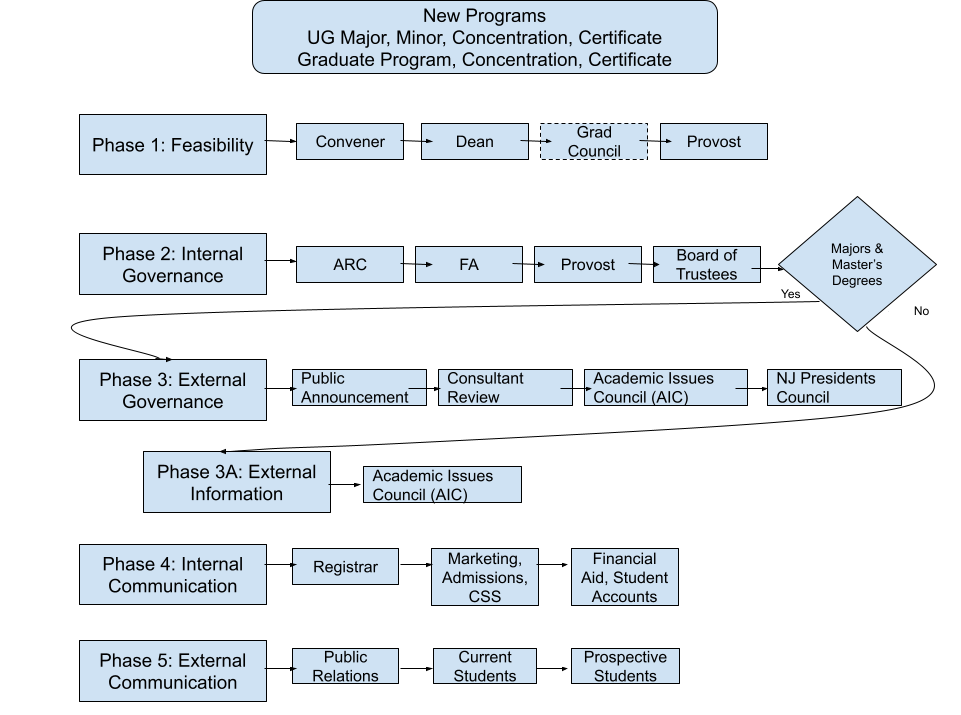 New Programs
UG Major, Minor, Concentration, Certificate
Graduate Program, Concentration, Certificate
Phase 1: Feasibility
Convener
Dean
Grad
Council
Provost
Phase 2: Internal
Governance
ARC
FA
Provost
Board of
Trustees
Majors &
Master's
Degrees
Yes
No
Phase 3: External
Governance
Public
Announcement
Consultant
Review
Academic Issues
Council (AIC)
NJ Presidents
Council
Phase 3A: External
Information
Academic Issues
Council (AIC)
Phase 4: Internal
Communication
Registrar
Marketing,
Admissions,
CSS
Financial
Aid, Student
Accounts
Phase 5: External
Communication
Public
Relations
Current
Students
Prospective
Students